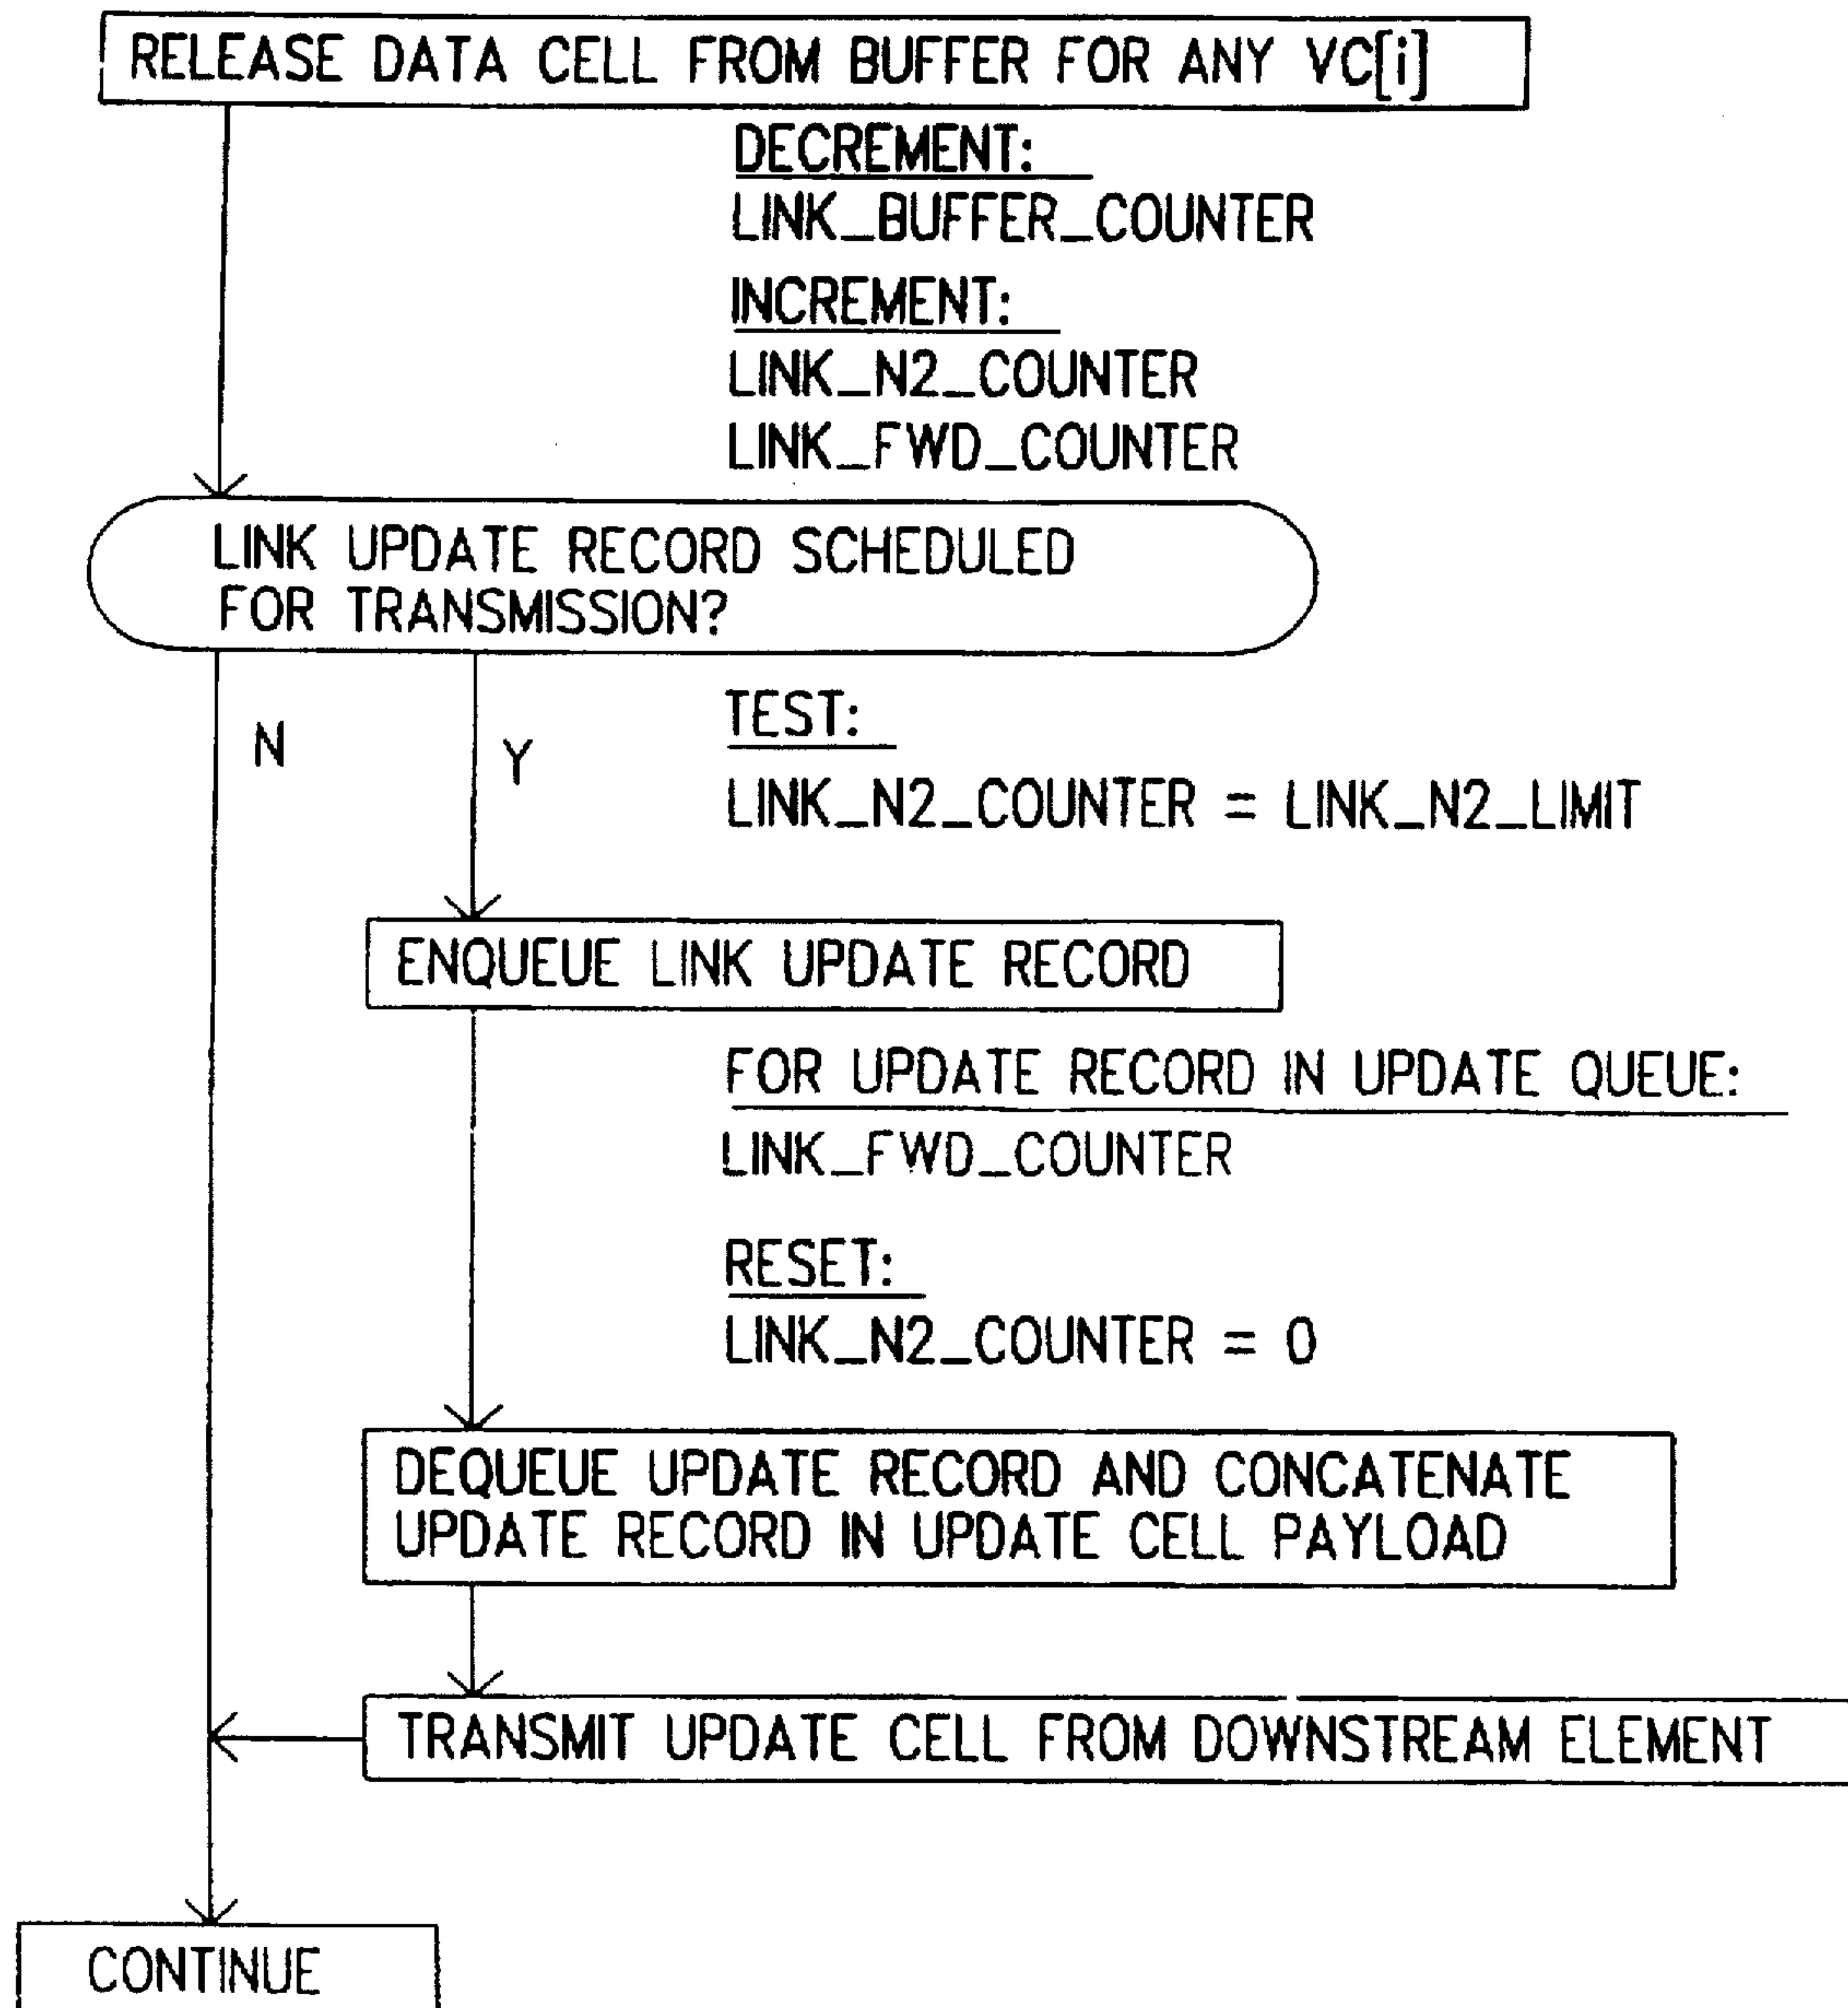 RELEASE DATA CELL FROM BUFFER FOR ANY VC[i]
DECREMENT:
LINK_BUFFER_COUNTER
INCREMENT:
LINK_N2_COUNTER
LINK_FWD_COUNTER
LINK UPDATE RECORD SCHEDULED
FOR TRANSMISSION?
N
Y
TEST:
LINK_N2_COUNTER = LINK_N2_LIMIT
ENQUEUE LINK UPDATE RECORD
FOR UPDATE RECORD IN UPDATE QUEUE:
LINK_FWD_COUNTER
RESET:
LINK_N2_COUNTER = 0
DEQUEUE UPDATE RECORD AND CONCATENATE
UPDATE RECORD IN UPDATE CELL PAYLOAD
TRANSMIT UPDATE CELL FROM DOWNSTREAM ELEMENT
CONTINUE